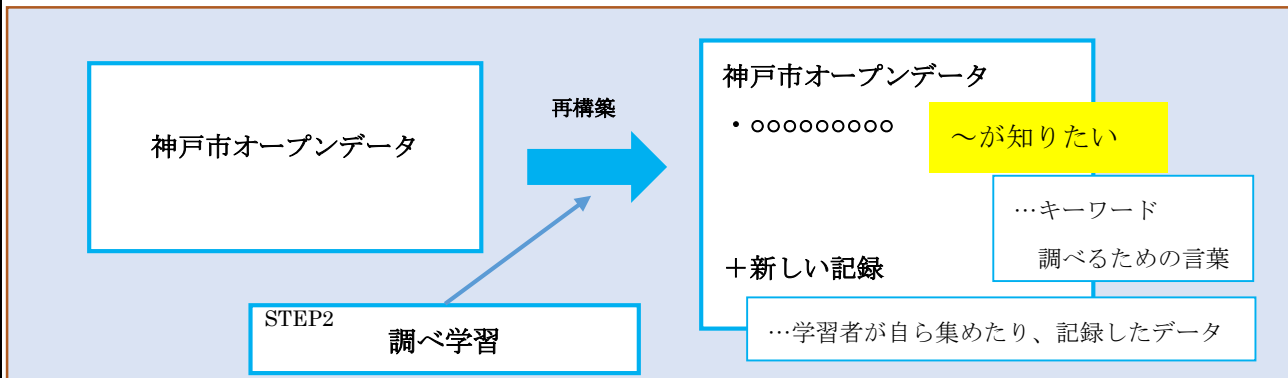 神戸市オープンデータ
再構築
STEP2
調べ学習
神戸市オープンデータ
・○○○○○○○○○
～が知りたい
…キーワード
調べるための言葉
＋新しい記録
…学習者が自ら集めたり、記録したデータ